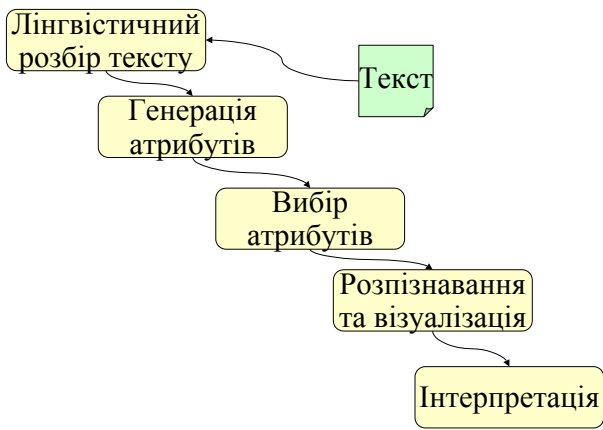 Лінгвістичний
розбір тексту
Текст
Генерація
атрибутів
Вибір
атрибутів
Розпізнавання
та візуалізація
Інтерпретація